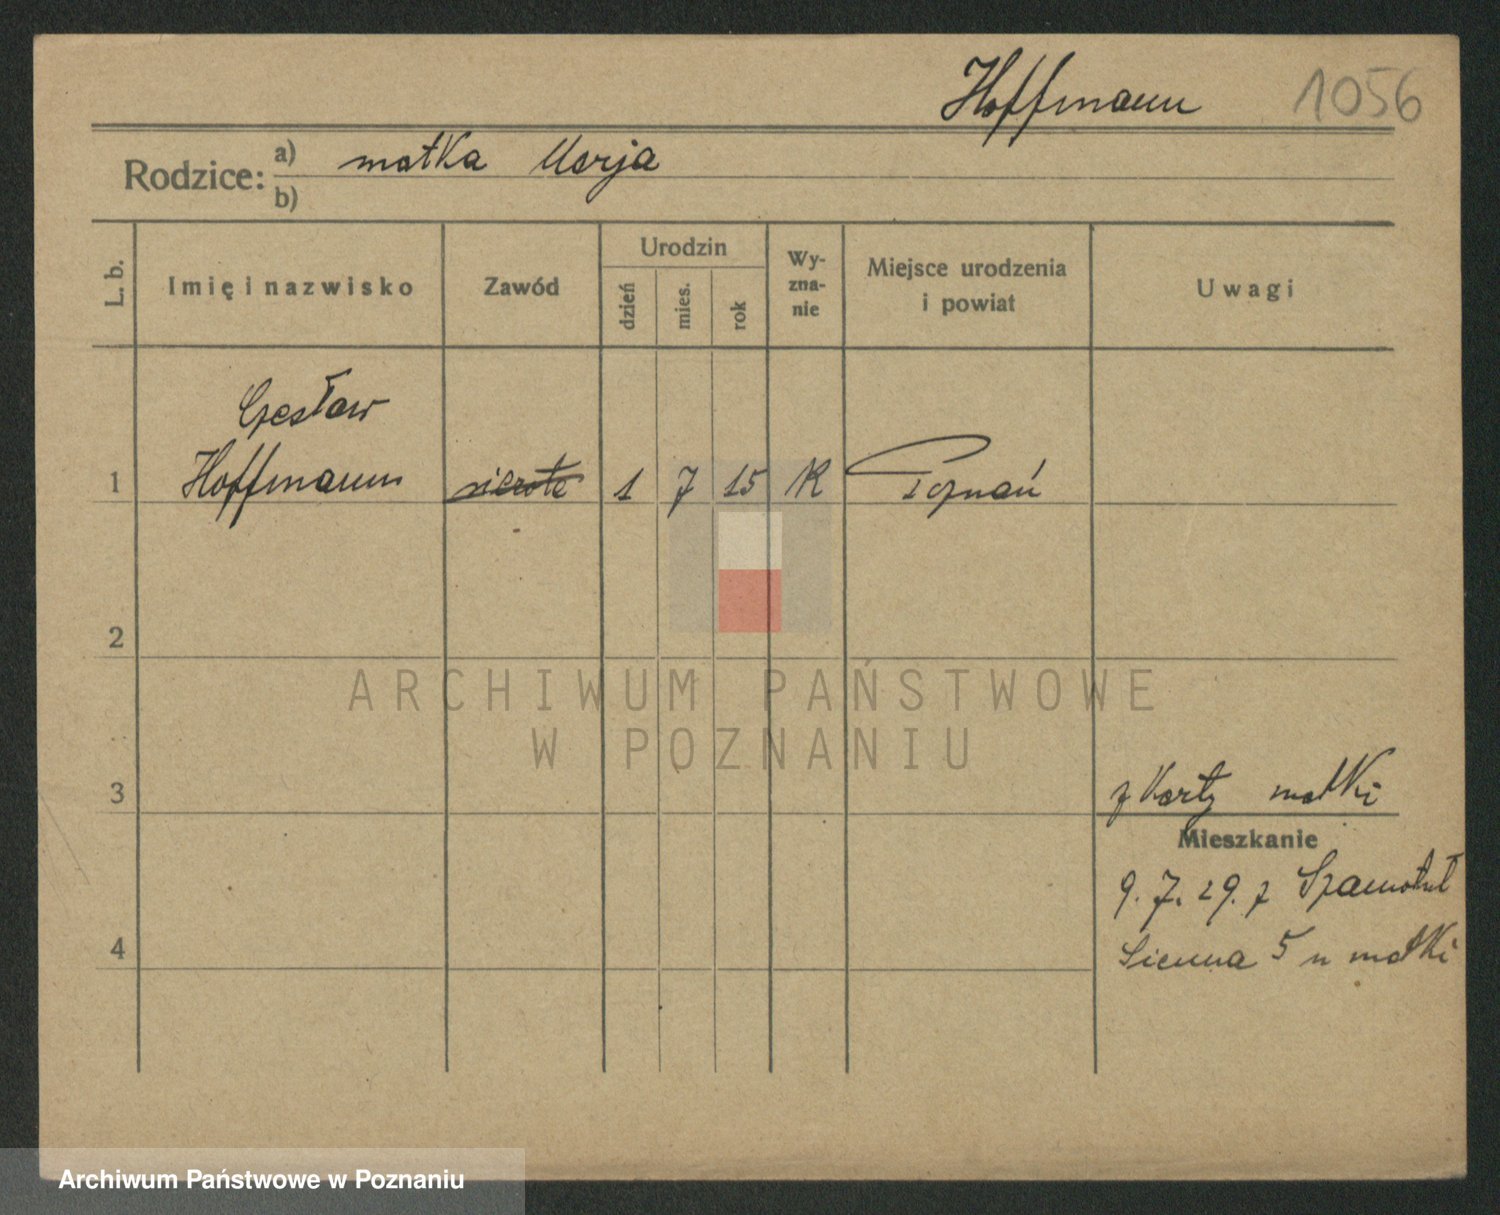 Hoffmann 1056
Rodzice: a) matka Marja
b)
L. b. Imię i nazwisko Zawód Urodzin dzień mies. rok Wy-zna-nie Miejsce urodzenia i powiat Uwagi
Czesław
1 Hoffmann sierota 1 7 15 K Poznań
2
ARCHIWUM PAŃSTWOWE
W POZNANIU
3 z Karty matki
Mieszkanie
9. 7. 29. z Szamotuł
4 Sienna 5 u matki
Archiwum Państwowe w Poznaniu